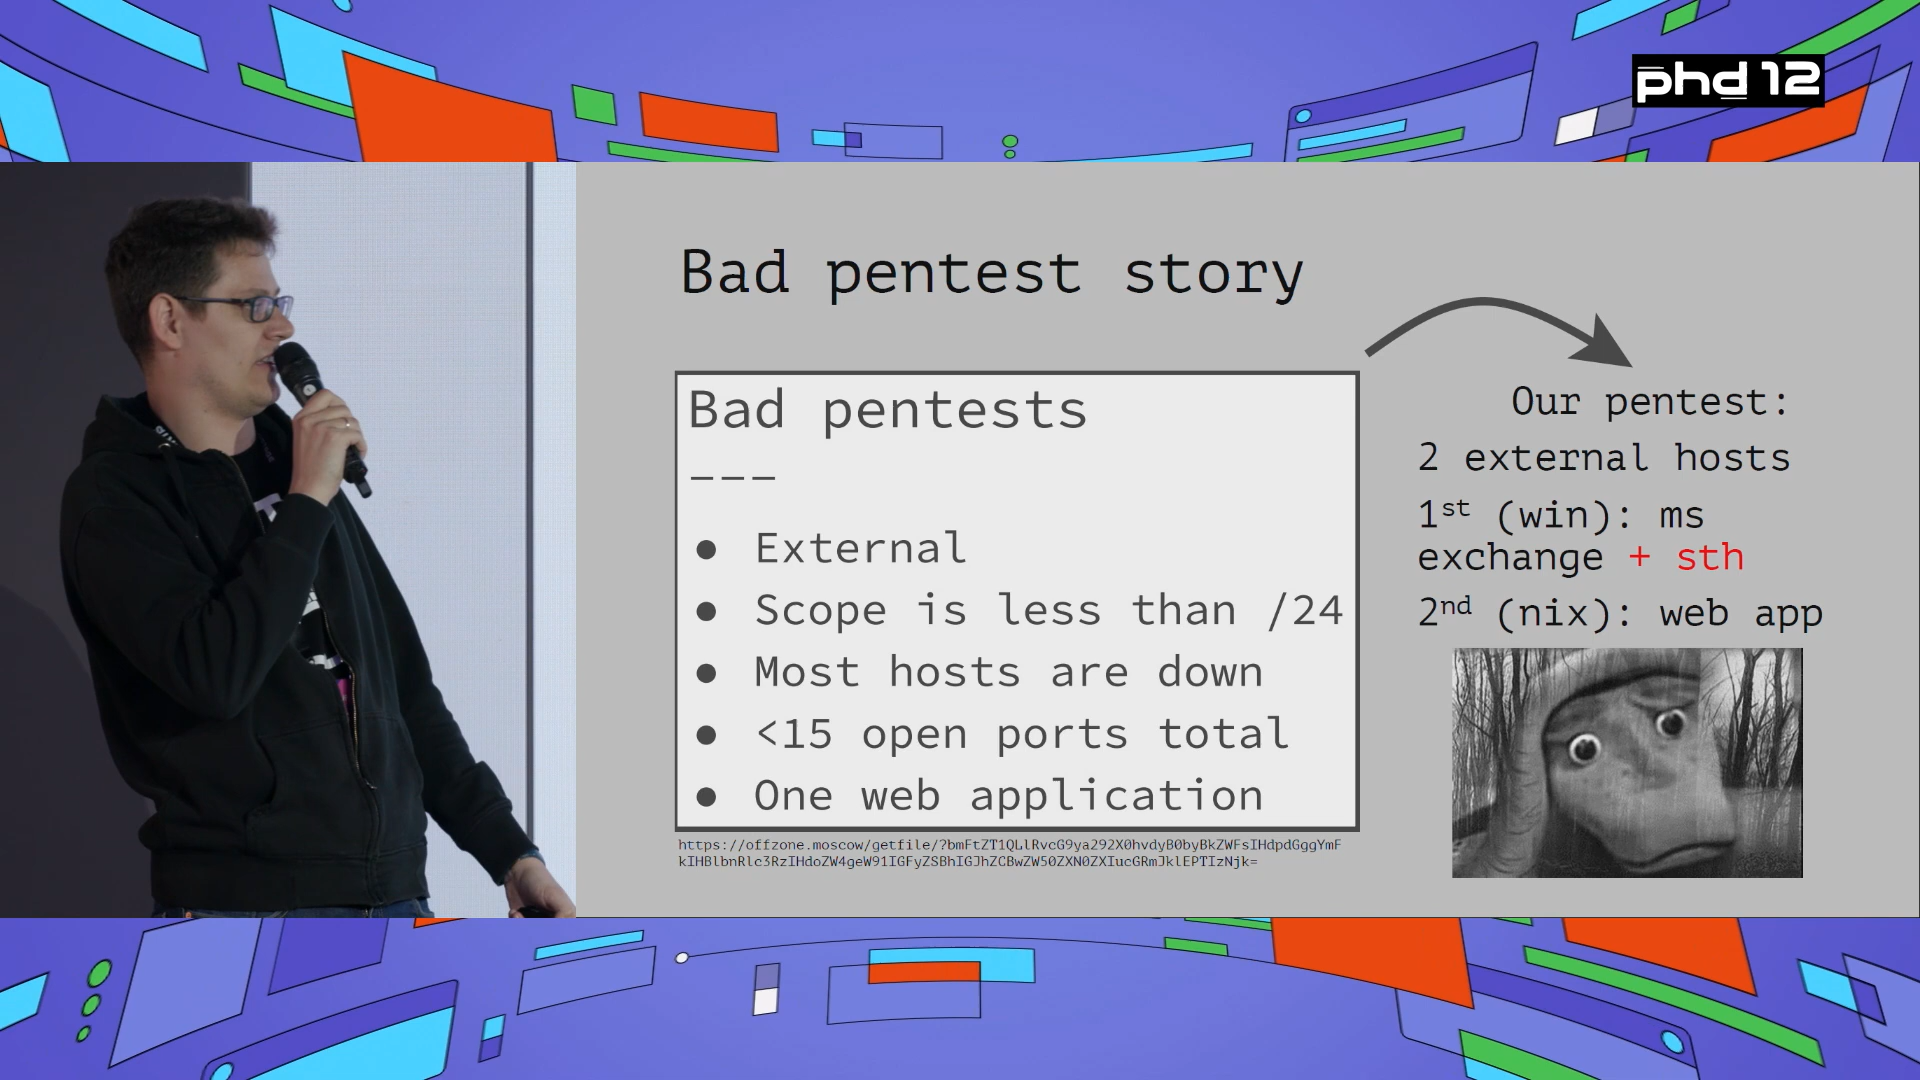 phd 12
Bad pentest story
Bad pentests
---
● External
● Scope is less than /24
● Most hosts are down
● <15 open ports total
● One web application
https://offzone.moscow/getfile/?bmFtZT1QLlRvcG9ya292X0hvdyB0byBkZWFsIHdpdGggYmF
kIHBlbnRlc3RzIHdoZW4geW91IGFyZSBhIGJhZCBwZW50ZXN0ZXIucGRmJklEPTIzNjk=
Our pentest:
2 external hosts
1st (win): ms
exchange + sth
2nd (nix): web app